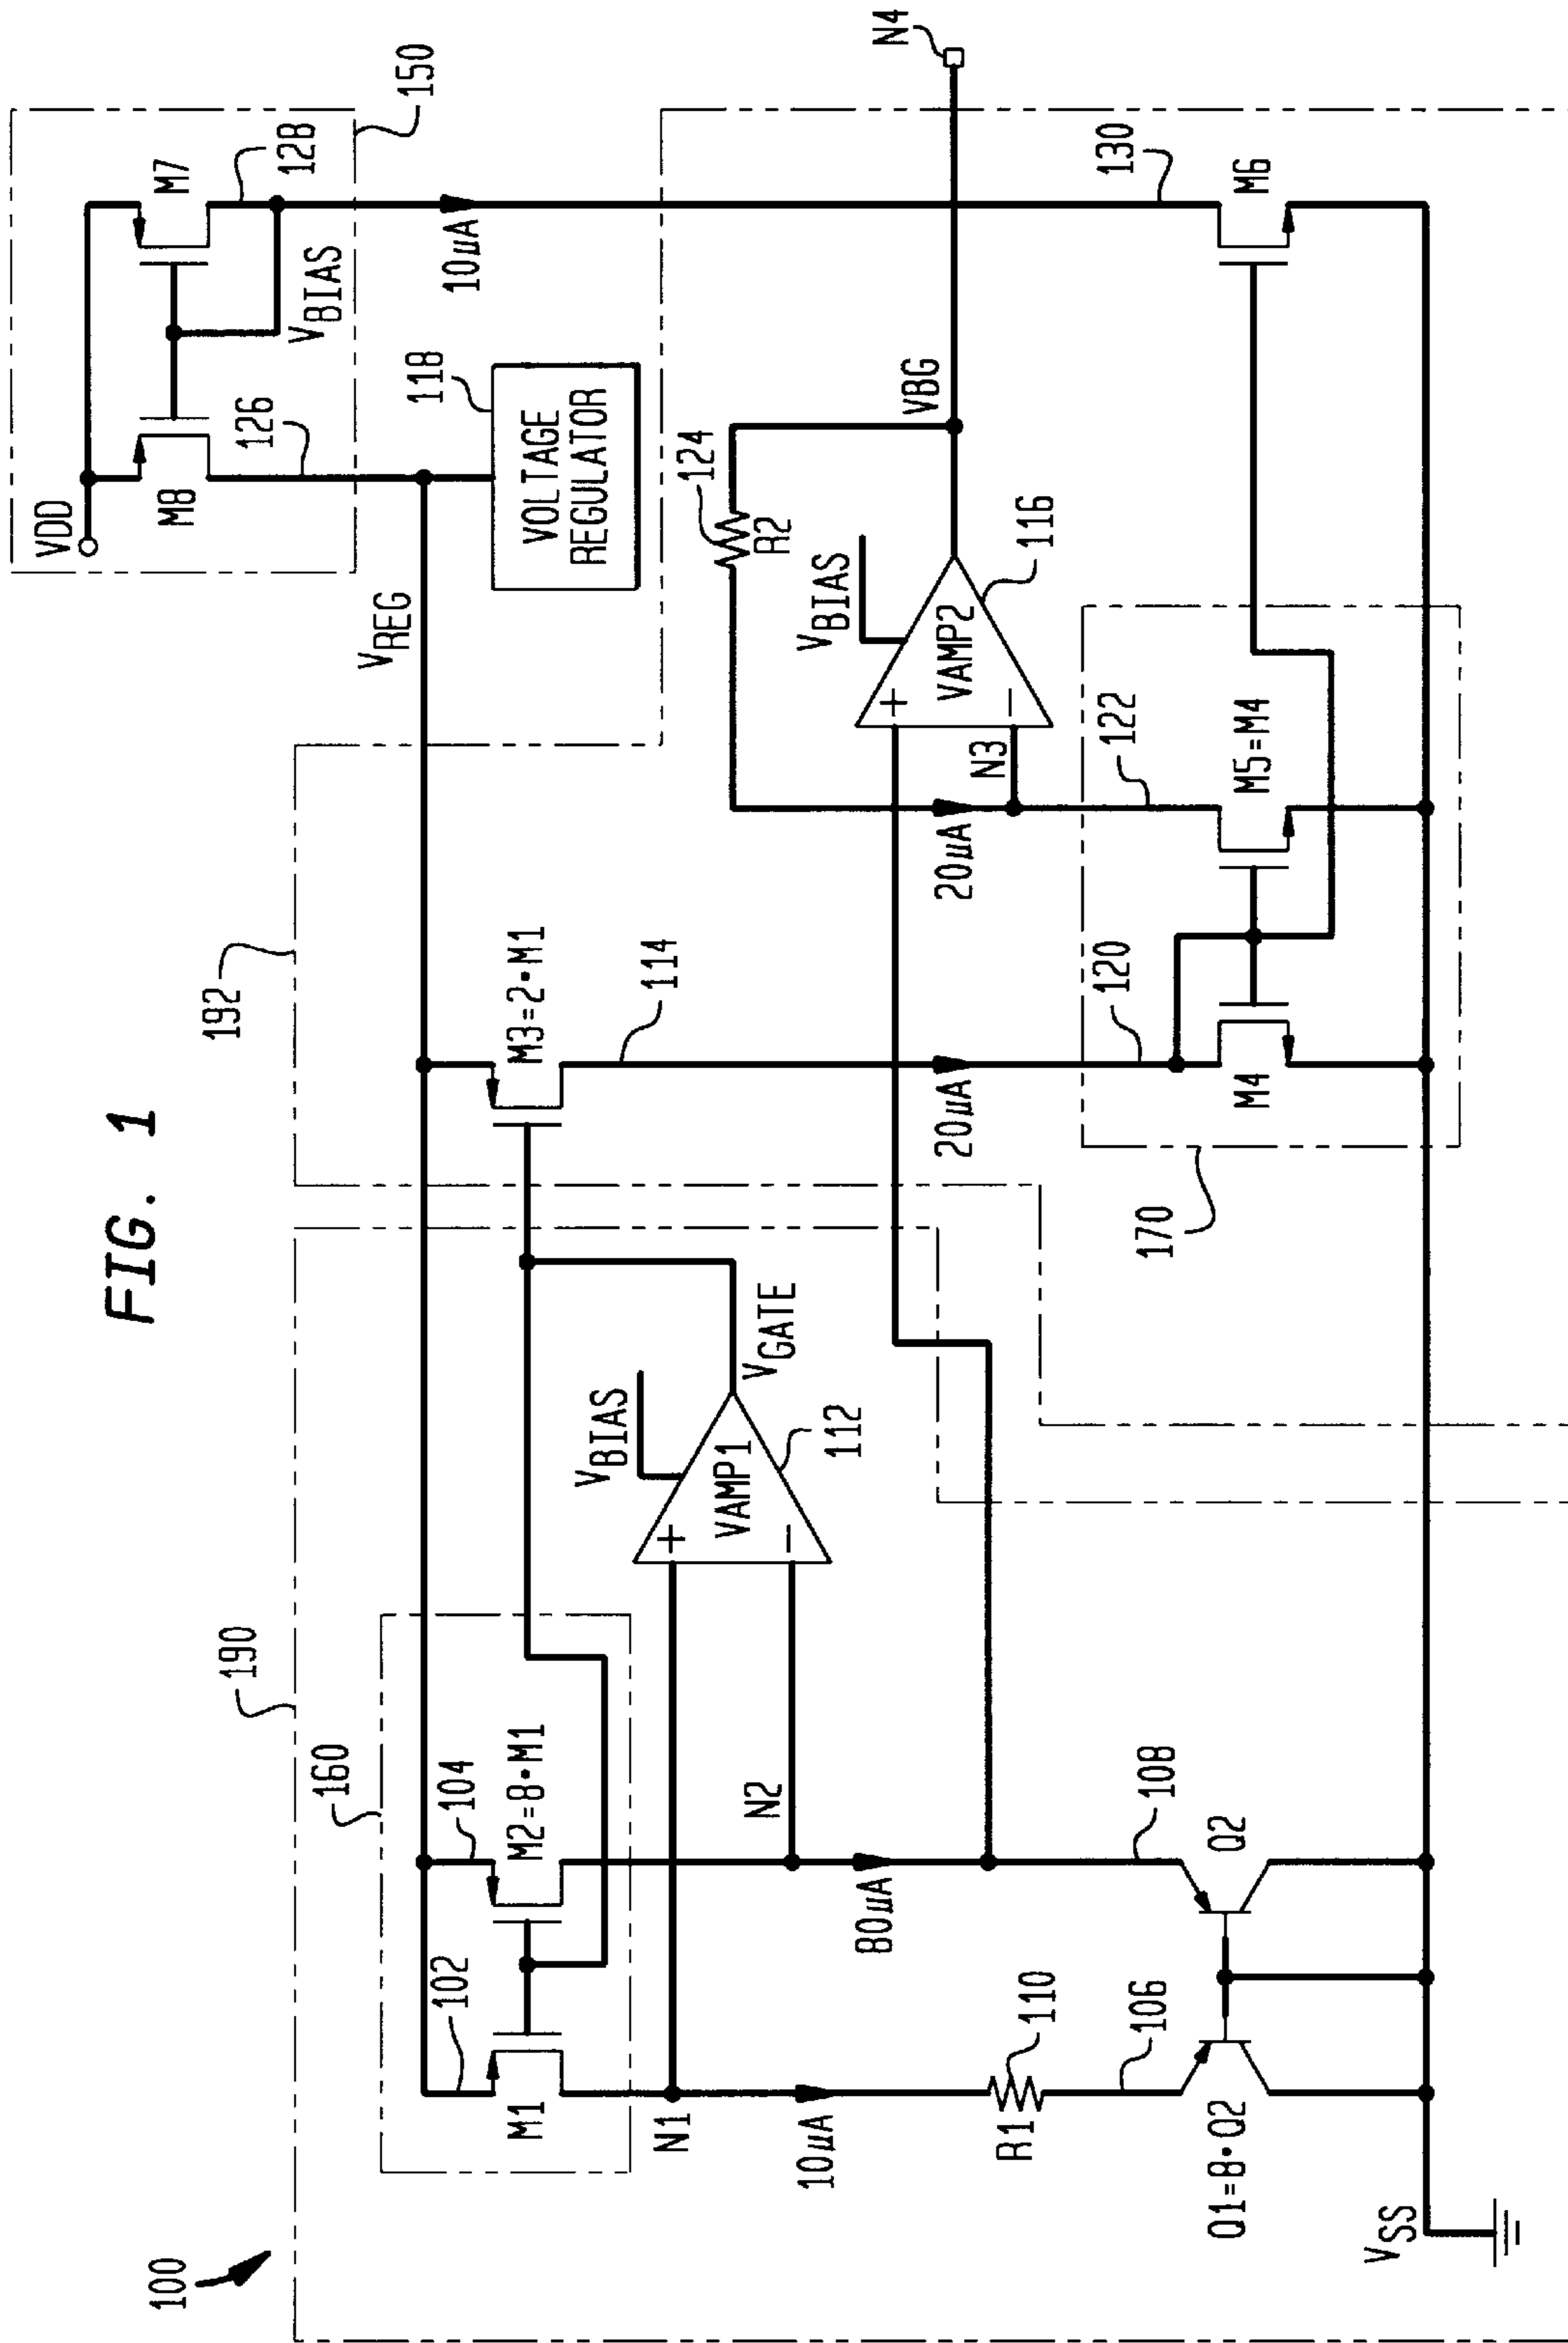 FIG. 1
100
190
192
150
VDD
M8
M7
126
128
VBIAS
10µA
VREG
118
VOLTAGE
REGULATOR
160
102
104
M1
M2=8•M1
M3=2•M1
114
N1
N2
VBIAS
VAMP1
+
−
112
VGATE
124
R2
VBG
N4
VBIAS
VAMP2
+
−
116
N3
10µA
80µA
20µA
20µA
R1
110
106
108
120
122
130
170
Q1=8•Q2
Q2
M4
M5=M4
M6
VSS